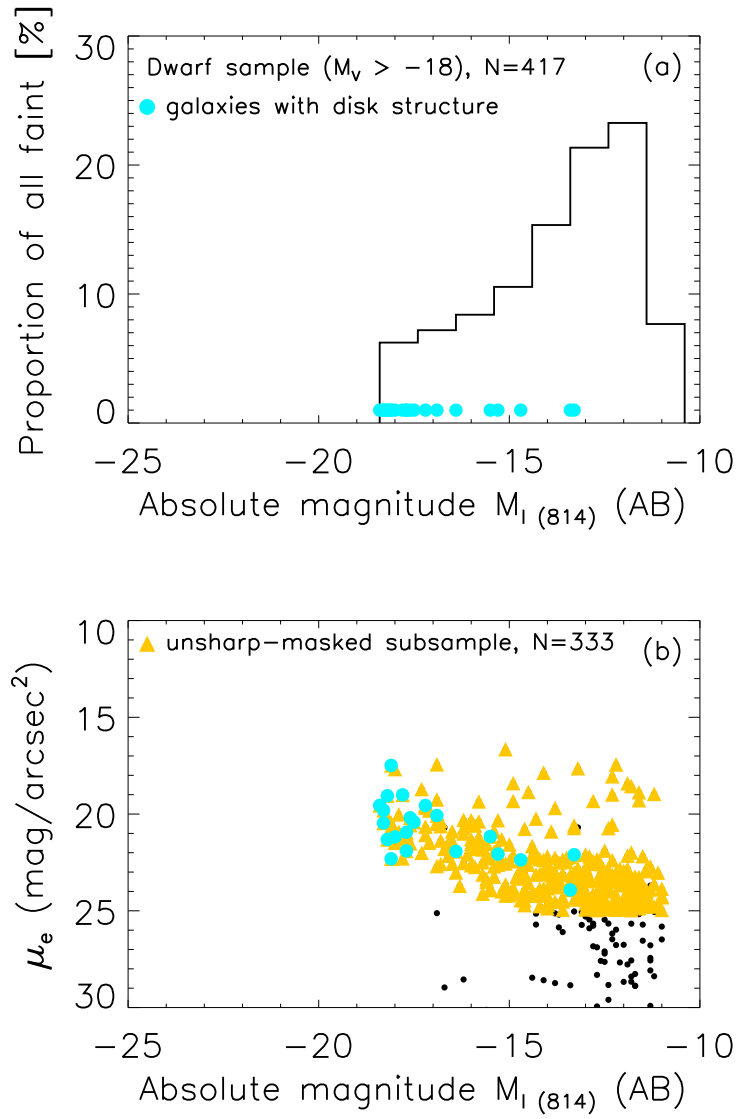 30
Dwarf sample (M_V > −18), N=417 (a)
galaxies with disk structure
20
10
0
Proportion of all faint [%]
−25 −20 −15 −10
Absolute magnitude M_I (814) (AB)
10
unsharp−masked subsample, N=333 (b)
15
20
25
30
μ_e (mag/arcsec²)
−25 −20 −15 −10
Absolute magnitude M_I (814) (AB)